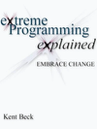 extreme
Programming
explained
EMBRACE CHANGE
Kent Beck